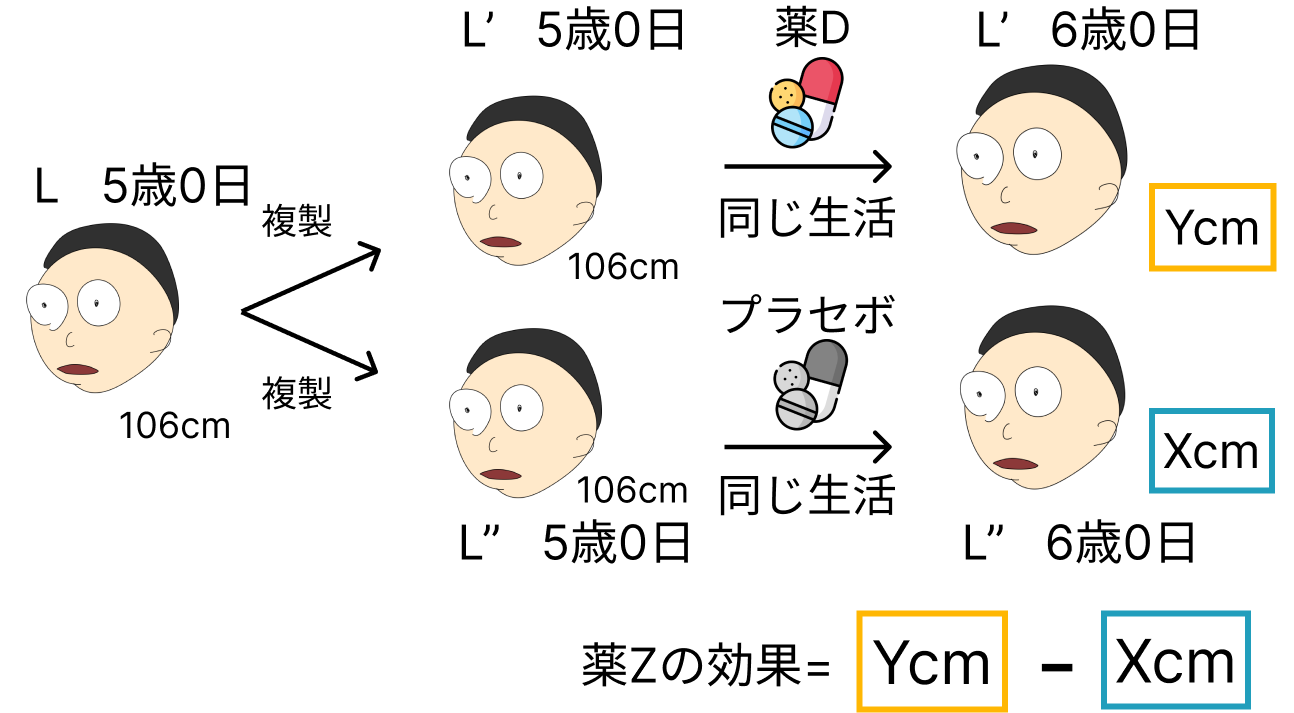 L 5歳0日
106cm
複製
複製
L’ 5歳0日
106cm
106cm
L” 5歳0日
薬D
同じ生活
プラセボ
同じ生活
L’ 6歳0日
Ycm
Xcm
L” 6歳0日
薬Zの効果= Ycm − Xcm